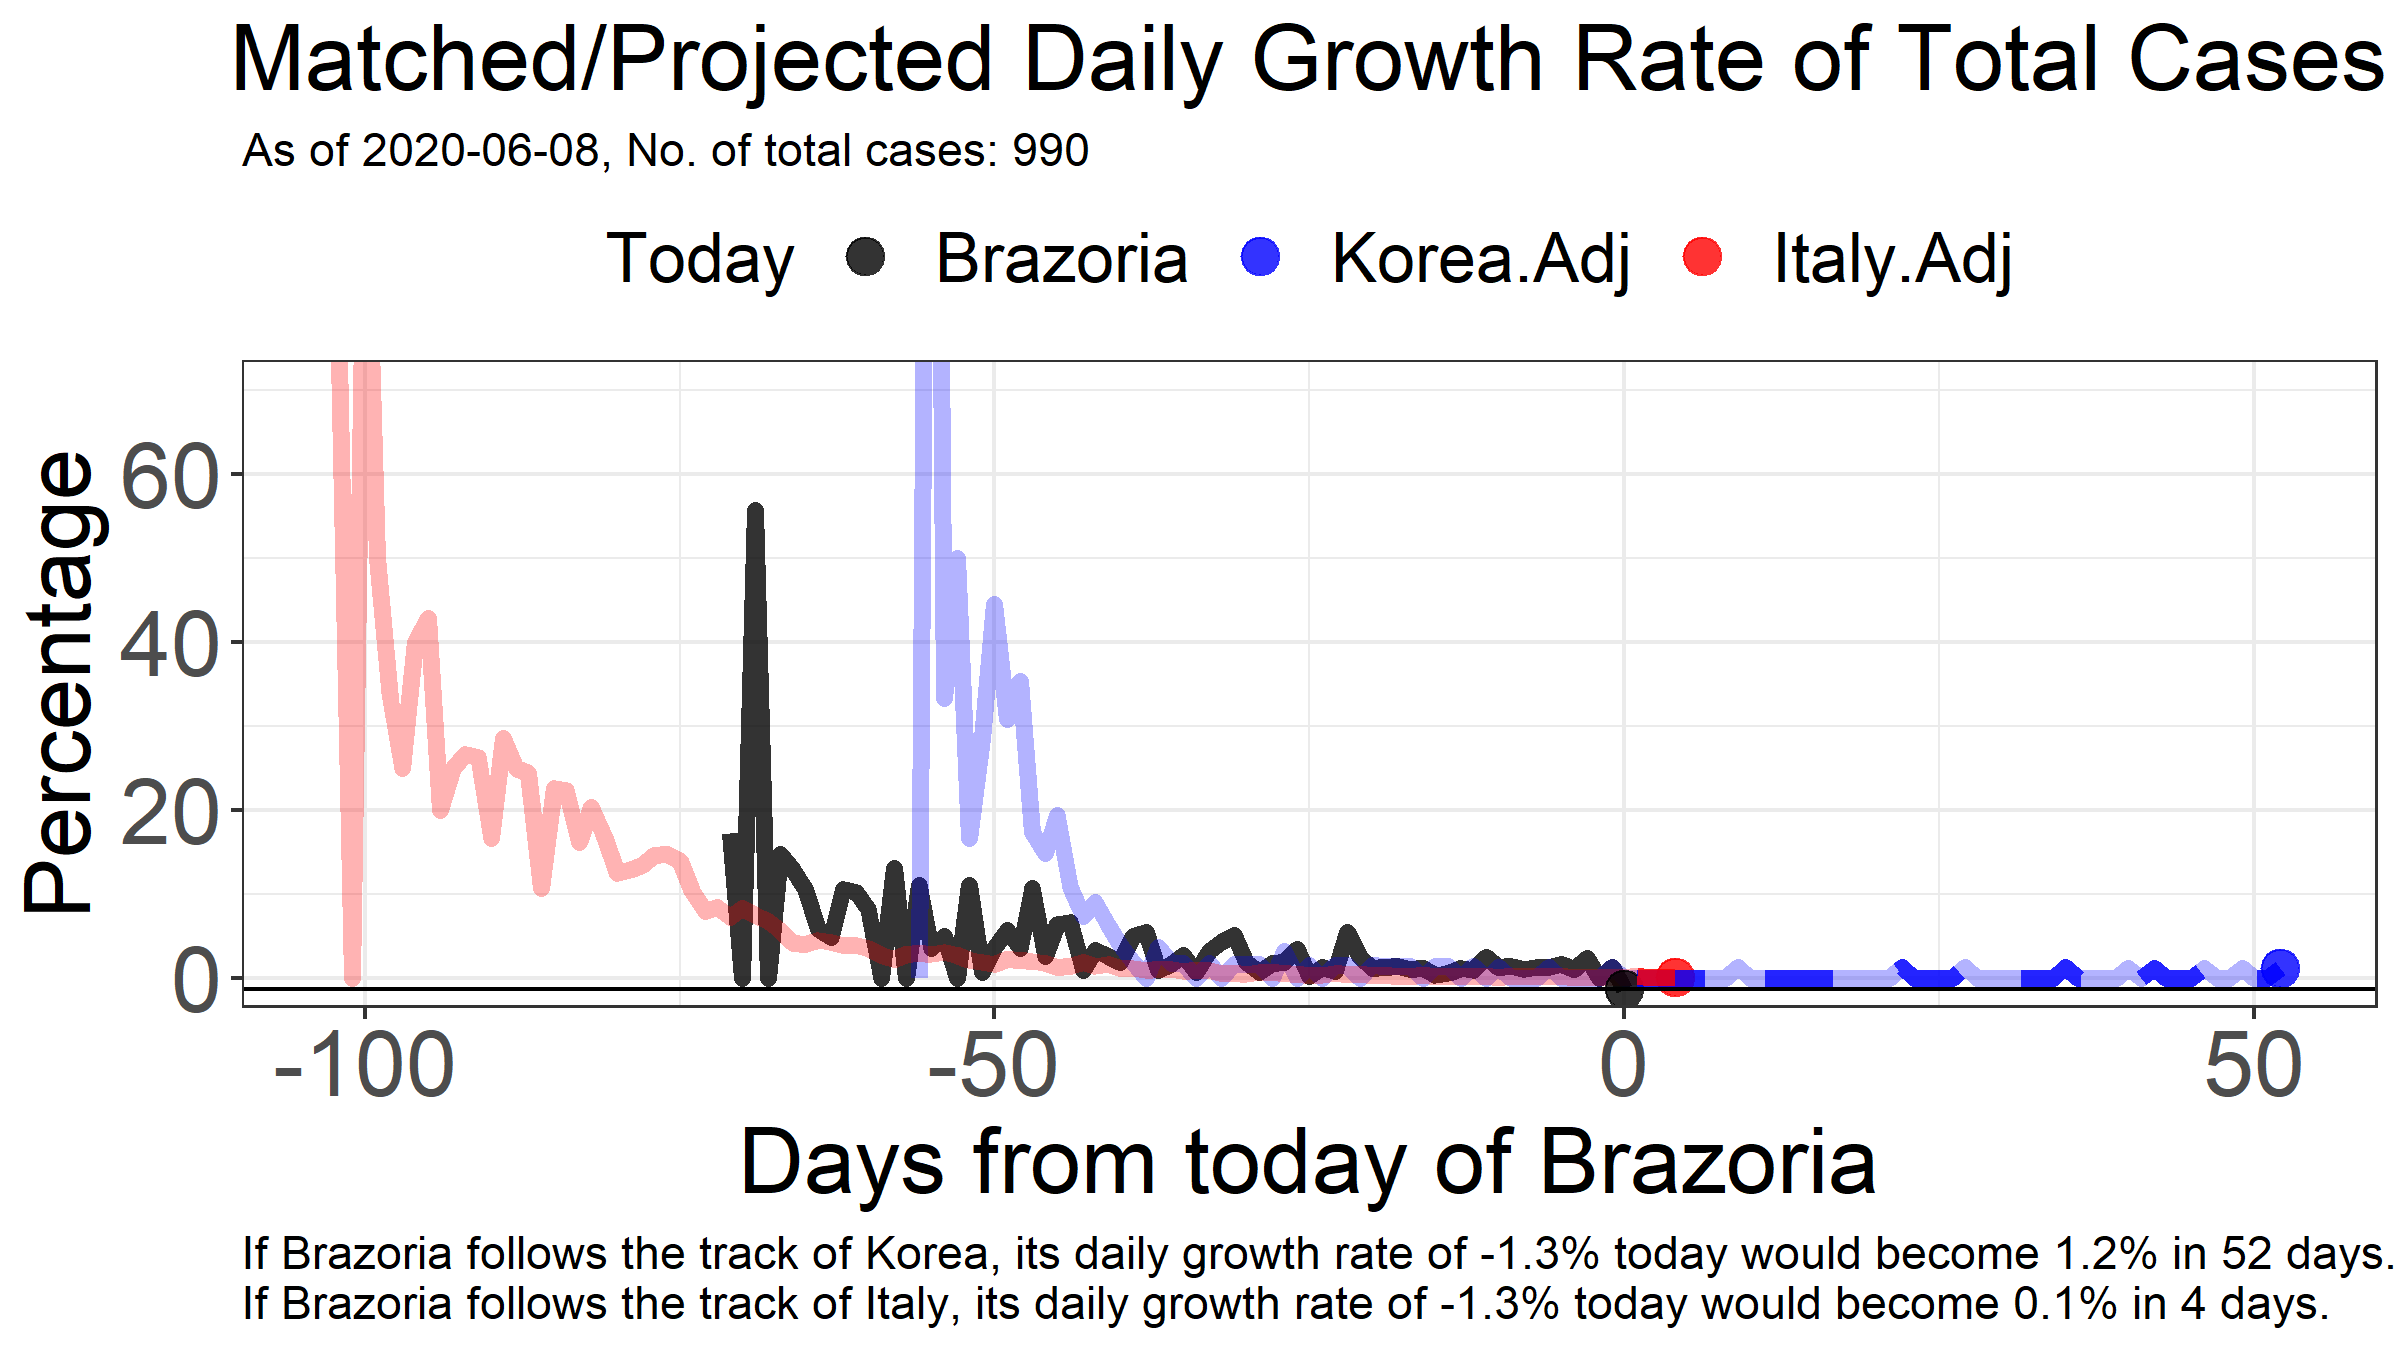 Matched/Projected Daily Growth Rate of Total Cases
As of 2020-06-08, No. of total cases: 990
Today Brazoria Korea.Adj Italy.Adj
Percentage
60
40
20
0
-100 -50 0 50
Days from today of Brazoria
If Brazoria follows the track of Korea, its daily growth rate of -1.3% today would become 1.2% in 52 days.
If Brazoria follows the track of Italy, its daily growth rate of -1.3% today would become 0.1% in 4 days.